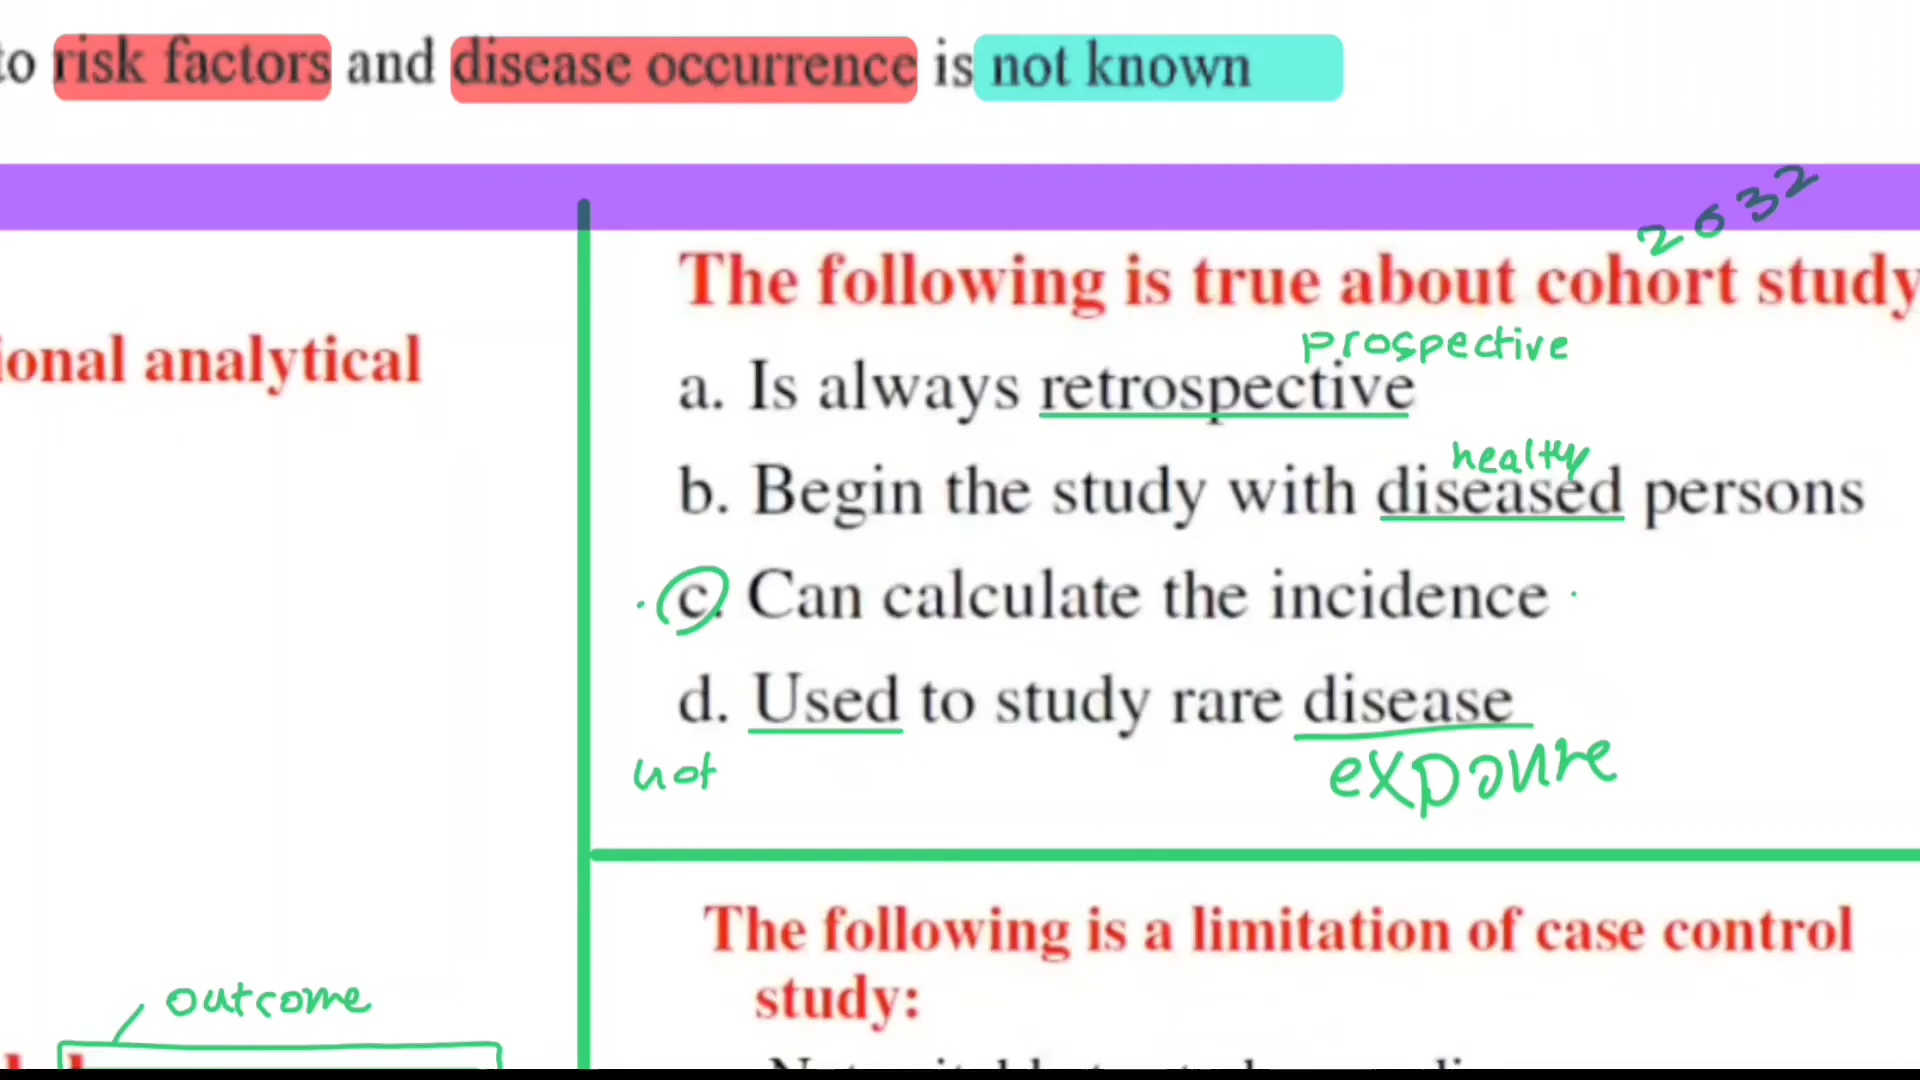 to risk factors and disease occurrence is not known
2032
The following is true about cohort study
ional analytical
prospective
a. Is always retrospective
healthy
b. Begin the study with diseased persons
c. Can calculate the incidence
d. Used to study rare disease
not
exposure
The following is a limitation of case control
study:
outcome